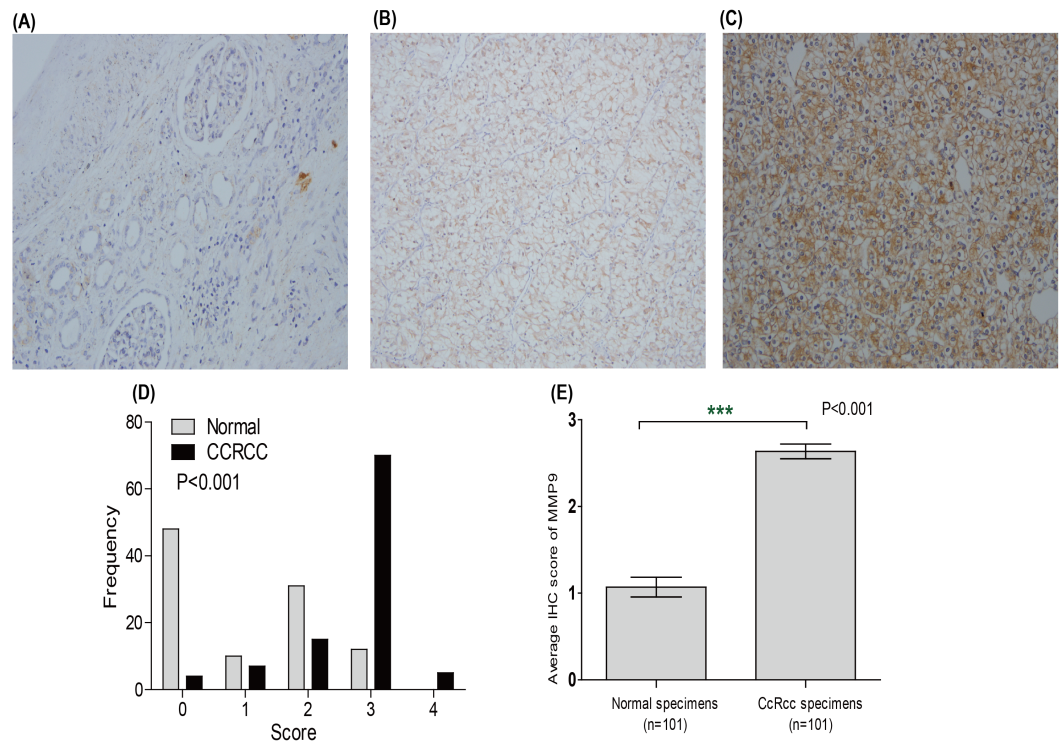 (A)
(B)
(C)
(D)
80
60
40
20
0
Frequency
Normal
CCRCC
P<0.001
0 1 2 3 4
Score
(E)
3
2
1
0
Average IHC score of MMP9
***
P<0.001
Normal specimens
(n=101)
CcRcc specimens
(n=101)